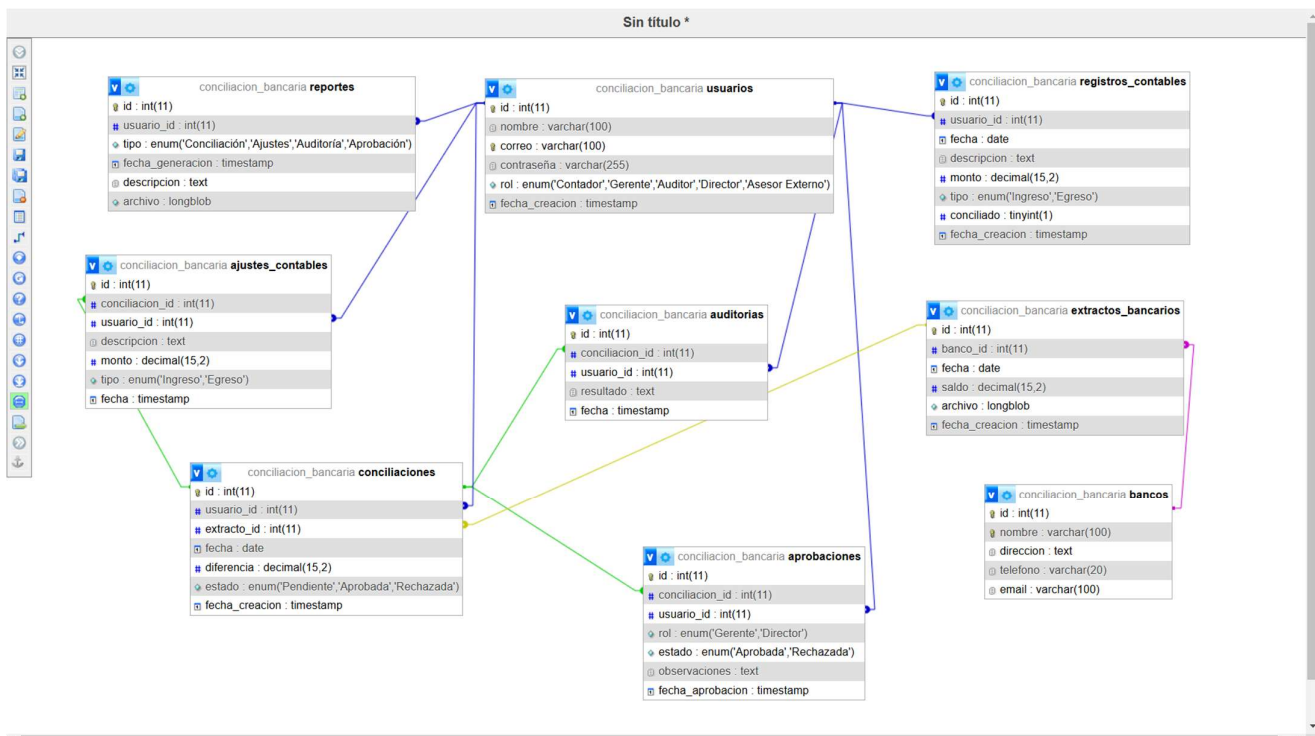 Sin título *
conciliacion_bancaria reportes
id : int(11)
usuario_id : int(11)
tipo : enum('Conciliación','Ajustes','Auditoría','Aprobación')
fecha_generacion : timestamp
descripcion : text
archivo : longblob
conciliacion_bancaria usuarios
id : int(11)
nombre : varchar(100)
correo : varchar(100)
contraseña : varchar(255)
rol : enum('Contador','Gerente','Auditor','Director','Asesor Externo')
fecha_creacion : timestamp
conciliacion_bancaria registros_contables
id : int(11)
usuario_id : int(11)
fecha : date
descripcion : text
monto : decimal(15,2)
tipo : enum('Ingreso','Egreso')
conciliado : tinyint(1)
fecha_creacion : timestamp
conciliacion_bancaria ajustes_contables
id : int(11)
conciliacion_id : int(11)
usuario_id : int(11)
descripcion : text
monto : decimal(15,2)
tipo : enum('Ingreso','Egreso')
fecha : timestamp
conciliacion_bancaria auditorias
id : int(11)
conciliacion_id : int(11)
usuario_id : int(11)
resultado : text
fecha : timestamp
conciliacion_bancaria extractos_bancarios
id : int(11)
banco_id : int(11)
fecha : date
saldo : decimal(15,2)
archivo : longblob
fecha_creacion : timestamp
conciliacion_bancaria conciliaciones
id : int(11)
usuario_id : int(11)
extracto_id : int(11)
fecha : date
diferencia : decimal(15,2)
estado : enum('Pendiente','Aprobada','Rechazada')
fecha_creacion : timestamp
conciliacion_bancaria bancos
id : int(11)
nombre : varchar(100)
direccion : text
telefono : varchar(20)
email : varchar(100)
conciliacion_bancaria aprobaciones
id : int(11)
conciliacion_id : int(11)
usuario_id : int(11)
rol : enum('Gerente','Director')
estado : enum('Aprobada','Rechazada')
observaciones : text
fecha_aprobacion : timestamp